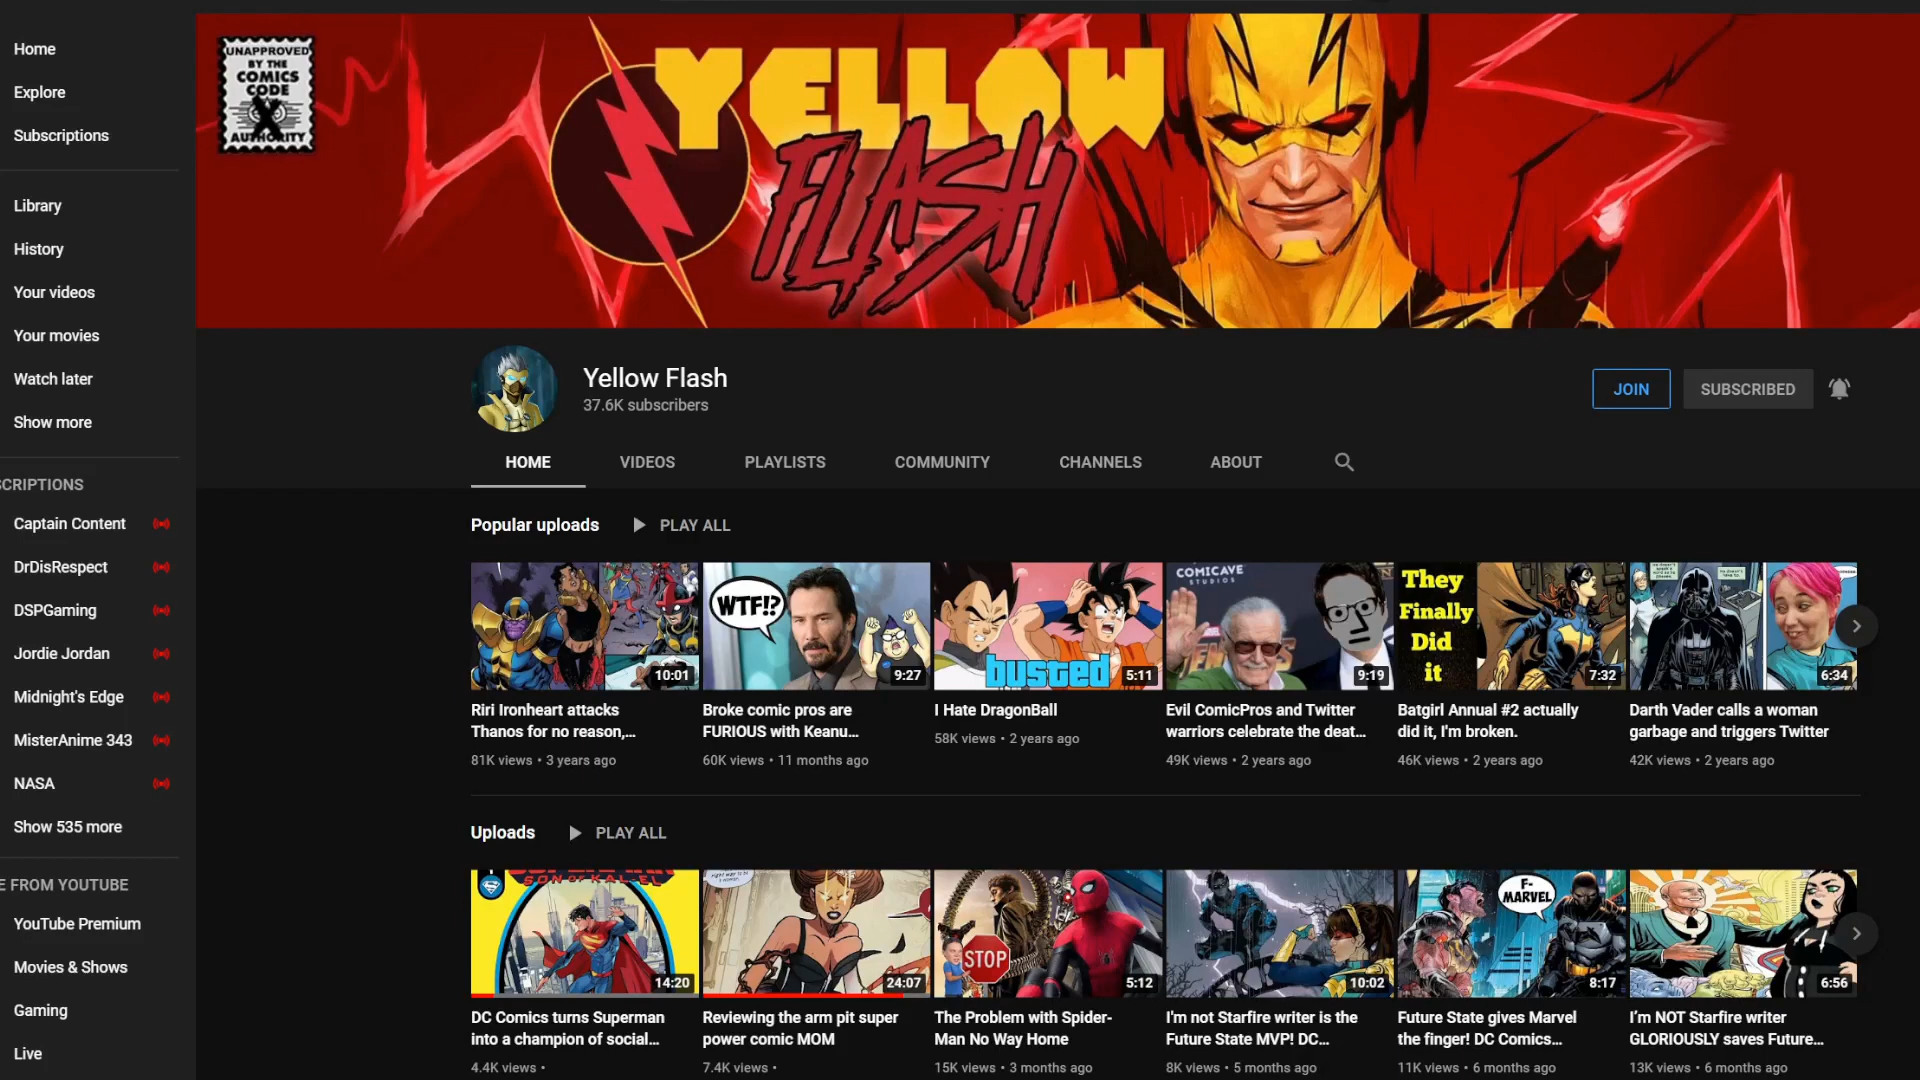 Home
Explore
Subscriptions
Library
History
Your videos
Your movies
Watch later
Show more
SCRIPTIONS
Captain Content
DrDisRespect
DSPGaming
Jordie Jordan
Midnight's Edge
MisterAnime 343
NASA
Show 535 more
E FROM YOUTUBE
YouTube Premium
Movies & Shows
Gaming
Live
UNAPPROVED
BY THE
COMICS
CODE
AUTHORITY
YELLOW
FLASH
Yellow Flash
37.6K subscribers
JOIN
SUBSCRIBED
HOME
VIDEOS
PLAYLISTS
COMMUNITY
CHANNELS
ABOUT
Popular uploads
PLAY ALL
10:01
Riri Ironheart attacks
Thanos for no reason,...
81K views • 3 years ago
WTF!?
9:27
Broke comic pros are
FURIOUS with Keanu...
60K views • 11 months ago
busted
5:11
I Hate DragonBall
58K views • 2 years ago
COMICAVE
STUDIOS
9:19
Evil ComicPros and Twitter
warriors celebrate the deat...
49K views • 2 years ago
They
Finally
Did
it
7:32
Batgirl Annual #2 actually
did it, I'm broken.
46K views • 2 years ago
6:34
Darth Vader calls a woman
garbage and triggers Twitter
42K views • 2 years ago
Uploads
PLAY ALL
SON OF KAL-EL
14:20
DC Comics turns Superman
into a champion of social...
4.4K views •
24:07
Reviewing the arm pit super
power comic MOM
7.4K views •
STOP
5:12
The Problem with Spider-
Man No Way Home
15K views • 3 months ago
10:02
I'm not Starfire writer is the
Future State MVP! DC...
8K views • 5 months ago
F-
MARVEL
8:17
Future State gives Marvel
the finger! DC Comics...
11K views • 6 months ago
6:56
I'm NOT Starfire writer
GLORIOUSLY saves Future...
13K views • 6 months ago